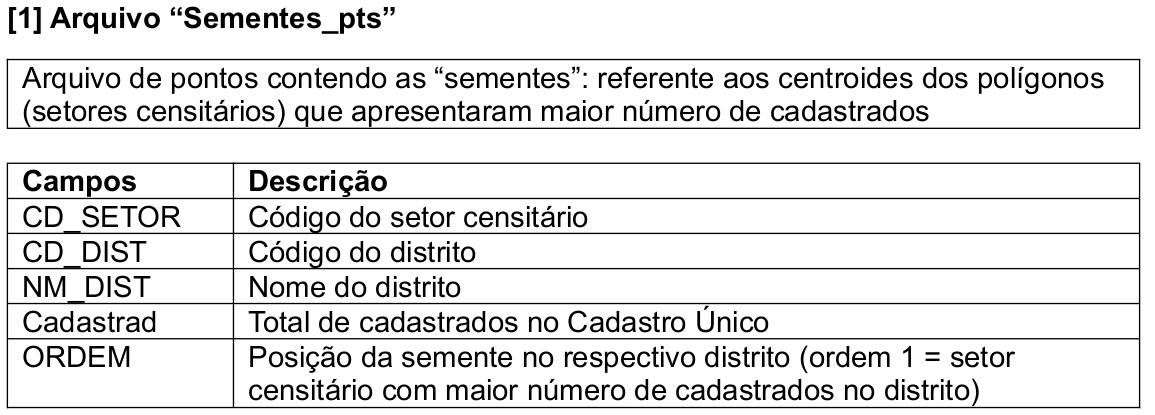 [1] Arquivo “Sementes_pts”
Arquivo de pontos contendo as “sementes”: referente aos centroides dos polígonos
(setores censitários) que apresentaram maior número de cadastrados
Campos Descrição
CD_SETOR Código do setor censitário
CD_DIST Código do distrito
NM_DIST Nome do distrito
Cadastrad Total de cadastrados no Cadastro Único
ORDEM Posição da semente no respectivo distrito (ordem 1 = setor
censitário com maior número de cadastrados no distrito)